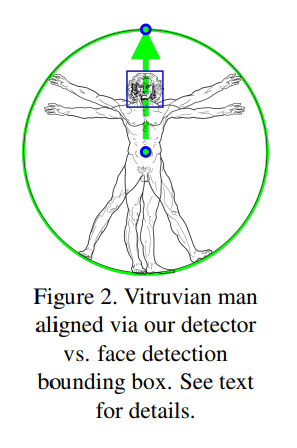 Figure 2. Vitruvian man
aligned via our detector
vs. face detection
bounding box. See text
for details.